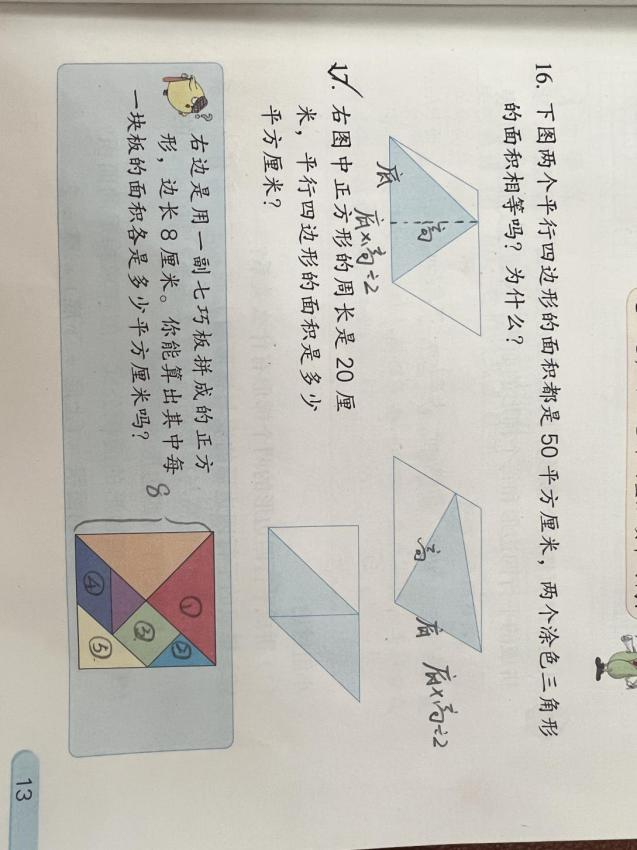 16. 下图两个平行四边形的面积都是 50 平方厘米，两个涂色三角形
的面积相等吗？为什么？
底
高
底×高÷2
高
底
底×高÷2
17. 右图中正方形的周长是 20 厘
米，平行四边形的面积是多少
平方厘米？
右边是用一副七巧板拼成的正方
形，边长 8 厘米。你能算出其中每
一块板的面积各是多少平方厘米吗？
8
①
③
④
⑤
13